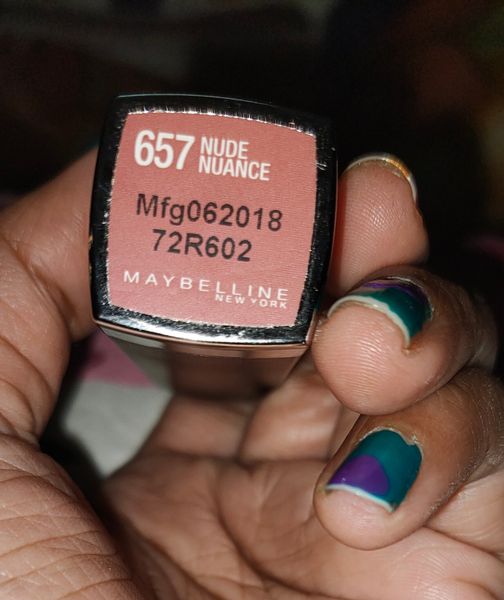 657 NUDE
NUANCE
Mfg062018
72R602
MAYBELLINE
NEW YORK